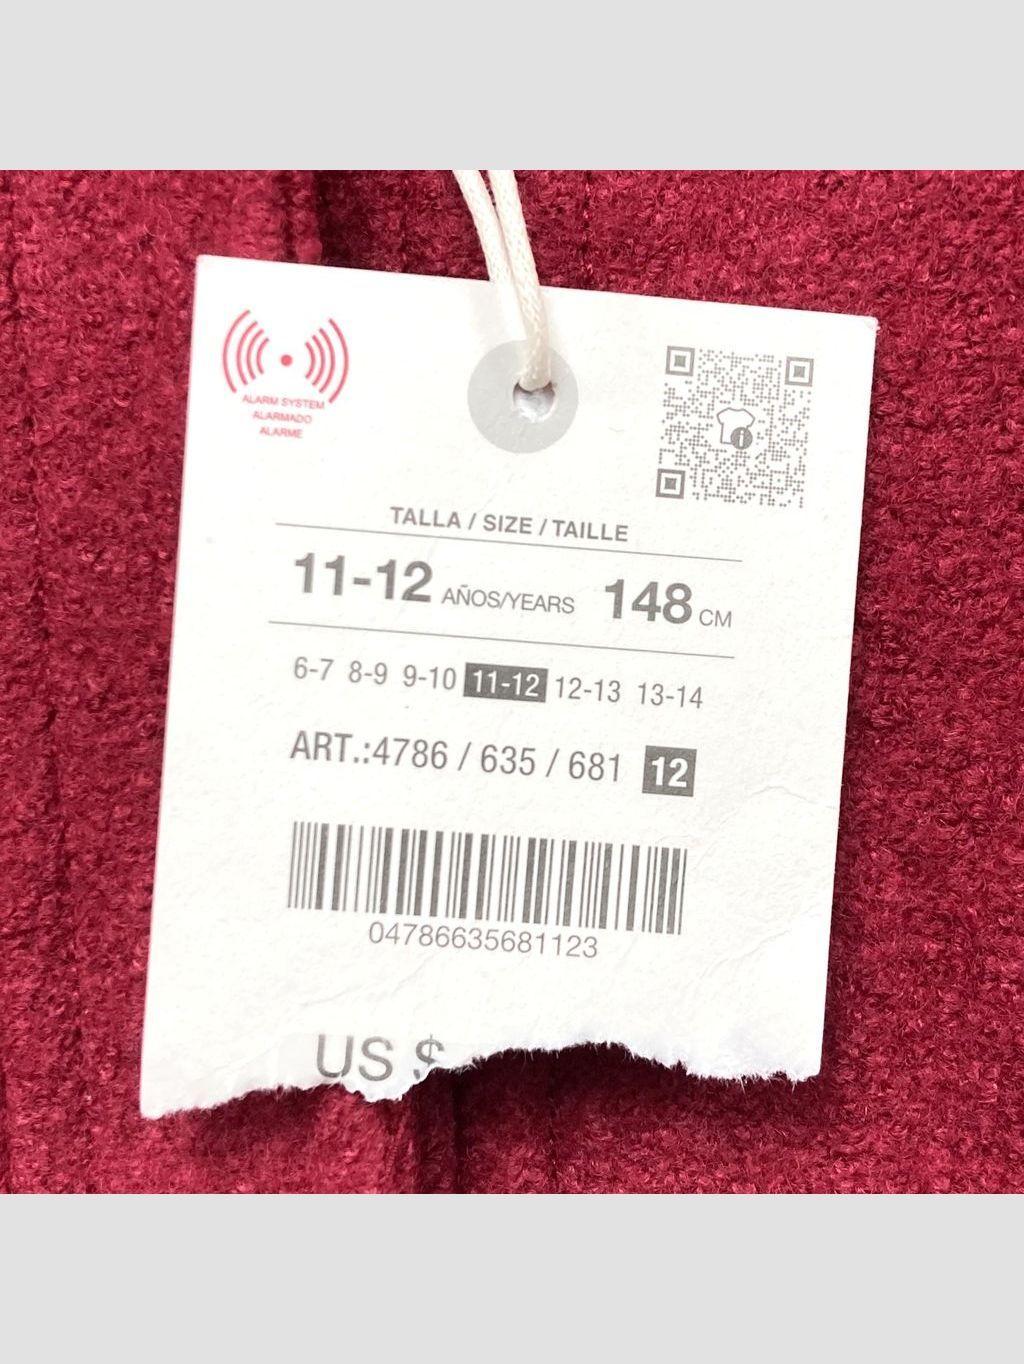 ALARM SYSTEM
ALARMADO
ALARME
TALLA / SIZE / TAILLE
11-12 AÑOS/YEARS 148 CM
6-7 8-9 9-10 11-12 12-13 13-14
ART.:4786 / 635 / 681 12
04786635681123
US $